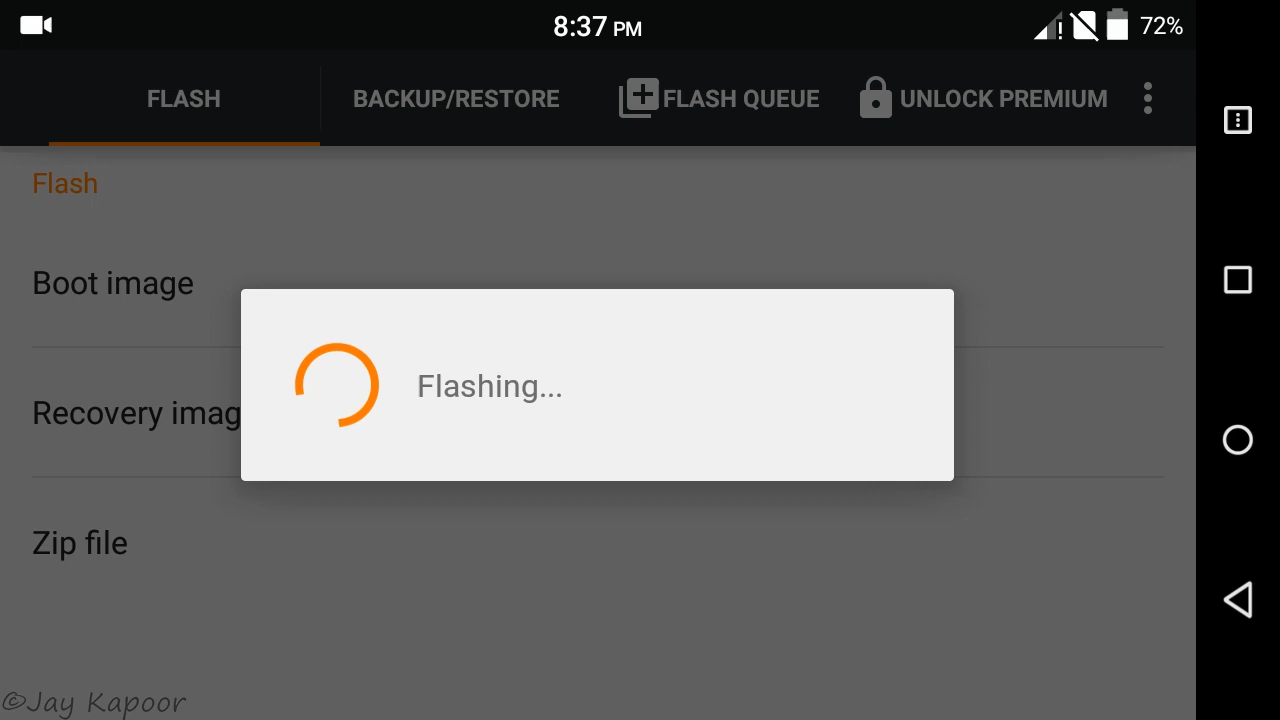 8:37 PM
72%
FLASH
BACKUP/RESTORE
FLASH QUEUE
UNLOCK PREMIUM
Flash
Boot image
Recovery imag
Flashing...
Zip file
©Jay Kapoor